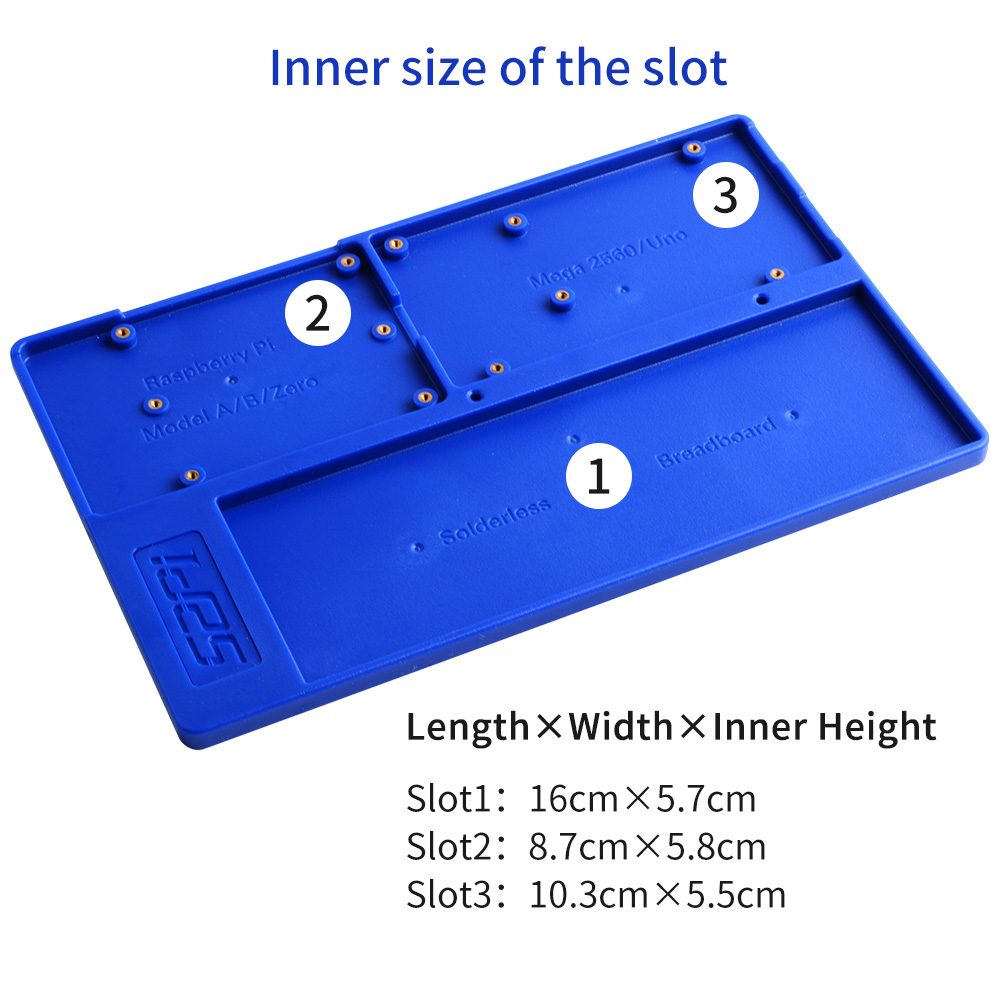 Inner size of the slot
3
Mega 2560/Uno
2
Raspberry Pi
Model A/B/Zero
1
Solderless Breadboard
52Pi
Length×Width×Inner Height
Slot1：16cm×5.7cm
Slot2：8.7cm×5.8cm
Slot3：10.3cm×5.5cm